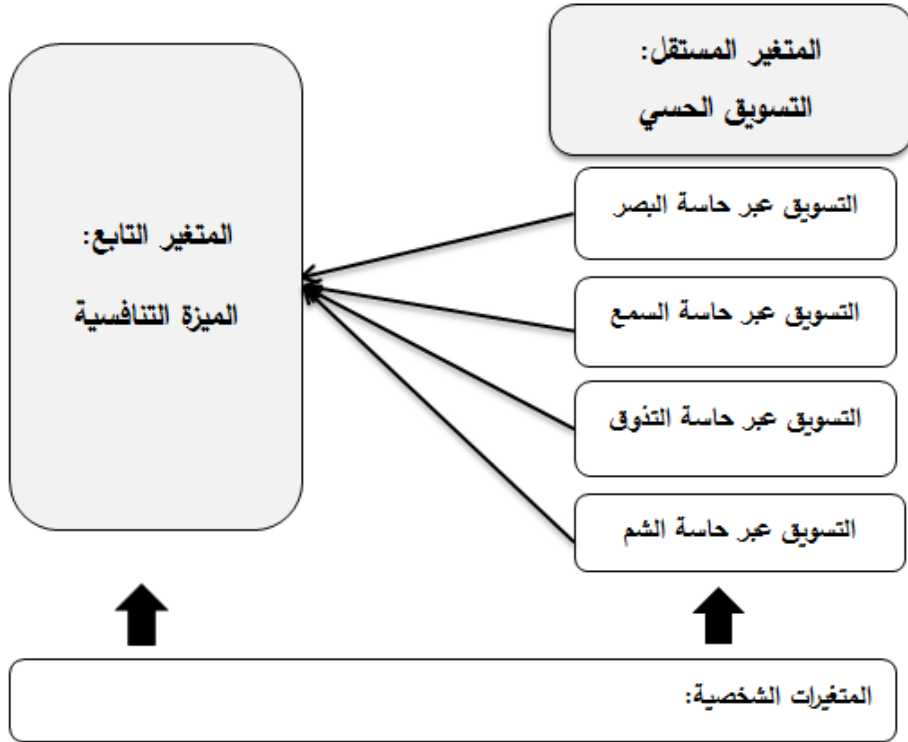 المتغير المستقل:
التسويق الحسي
التسويق عبر حاسة البصر
التسويق عبر حاسة السمع
التسويق عبر حاسة التذوق
التسويق عبر حاسة الشم
المتغير التابع:
الميزة التنافسية
المتغيرات الشخصية: